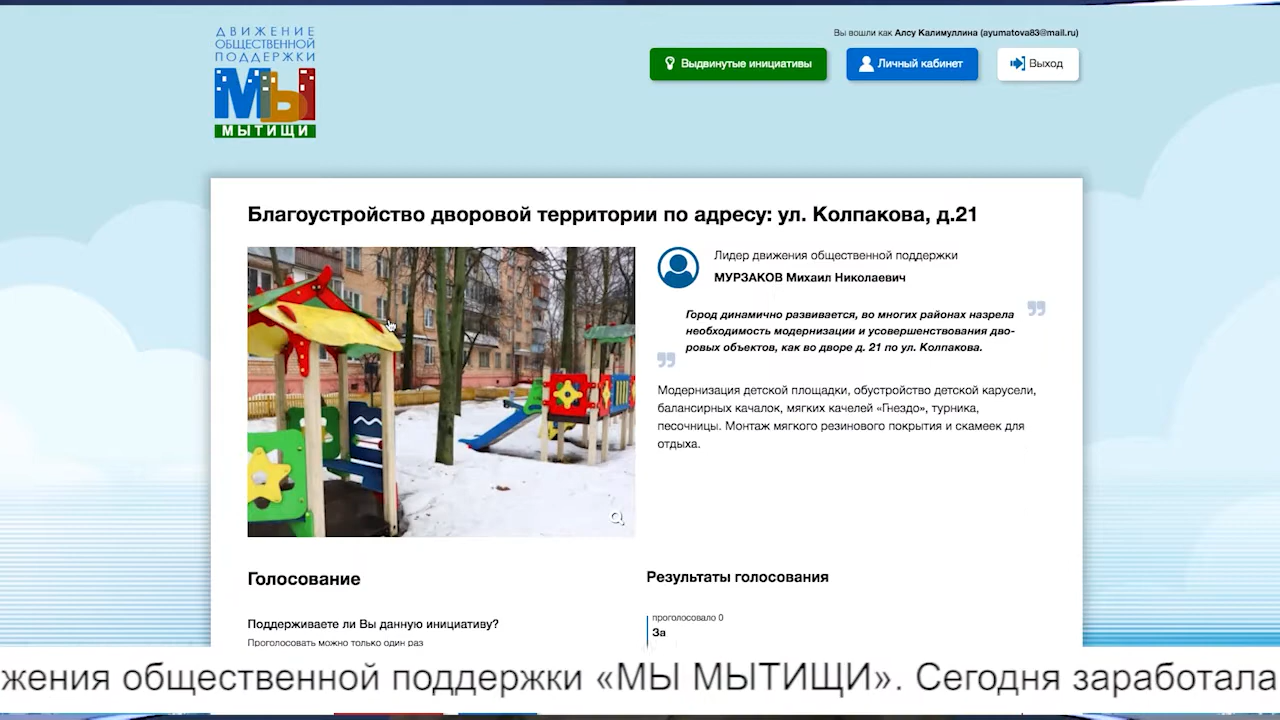 ДВИЖЕНИЕ
ОБЩЕСТВЕННОЙ
ПОДДЕРЖКИ
МЫ
МЫТИЩИ
Вы вошли как Алсу Калимуллина (ayumatova83@mail.ru)
Выдвинутые инициативы
Личный кабинет
Выход
Благоустройство дворовой территории по адресу: ул. Колпакова, д.21
Лидер движения общественной поддержки
МУРЗАКОВ Михаил Николаевич
Город динамично развивается, во многих районах назрела
необходимость модернизации и усовершенствования дво-
ровых объектов, как во дворе д. 21 по ул. Колпакова.
Модернизация детской площадки, обустройство детской карусели,
балансирных качалок, мягких качелей «Гнездо», турника,
песочницы. Монтаж мягкого резинового покрытия и скамеек для
отдыха.
Голосование
Поддерживаете ли Вы данную инициативу?
Проголосовать можно только один раз
Результаты голосования
проголосовало 0
За
жения общественной поддержки «МЫ МЫТИЩИ». Сегодня заработала